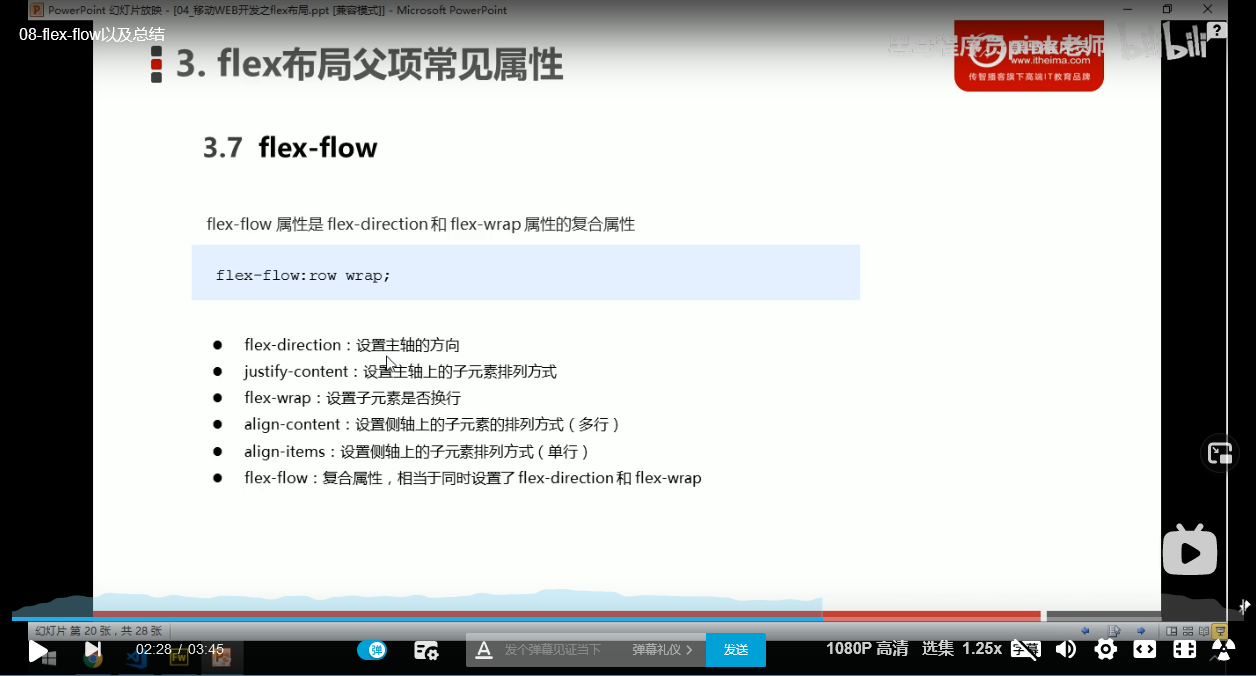 PowerPoint 幻灯片放映 - [04_移动WEB开发之flex布局.ppt [兼容模式]] - Microsoft PowerPoint
08-flex-flow以及总结
3. flex布局父项常见属性
程序员pink老师
www.itheima.com
传智播客旗下高端IT教育品牌
bilibili
?
3.7 flex-flow
flex-flow 属性是 flex-direction 和 flex-wrap 属性的复合属性
flex-flow:row wrap;
● flex-direction：设置主轴的方向
● justify-content：设置主轴上的子元素排列方式
● flex-wrap：设置子元素是否换行
● align-content：设置侧轴上的子元素的排列方式（多行）
● align-items：设置侧轴上的子元素排列方式（单行）
● flex-flow：复合属性，相当于同时设置了 flex-direction 和 flex-wrap
幻灯片 第 20 张，共 28 张
02:28 / 03:45
弹
A 发个弹幕见证当下
弹幕礼仪 >
发送
1080P 高清
选集
1.25x
字幕